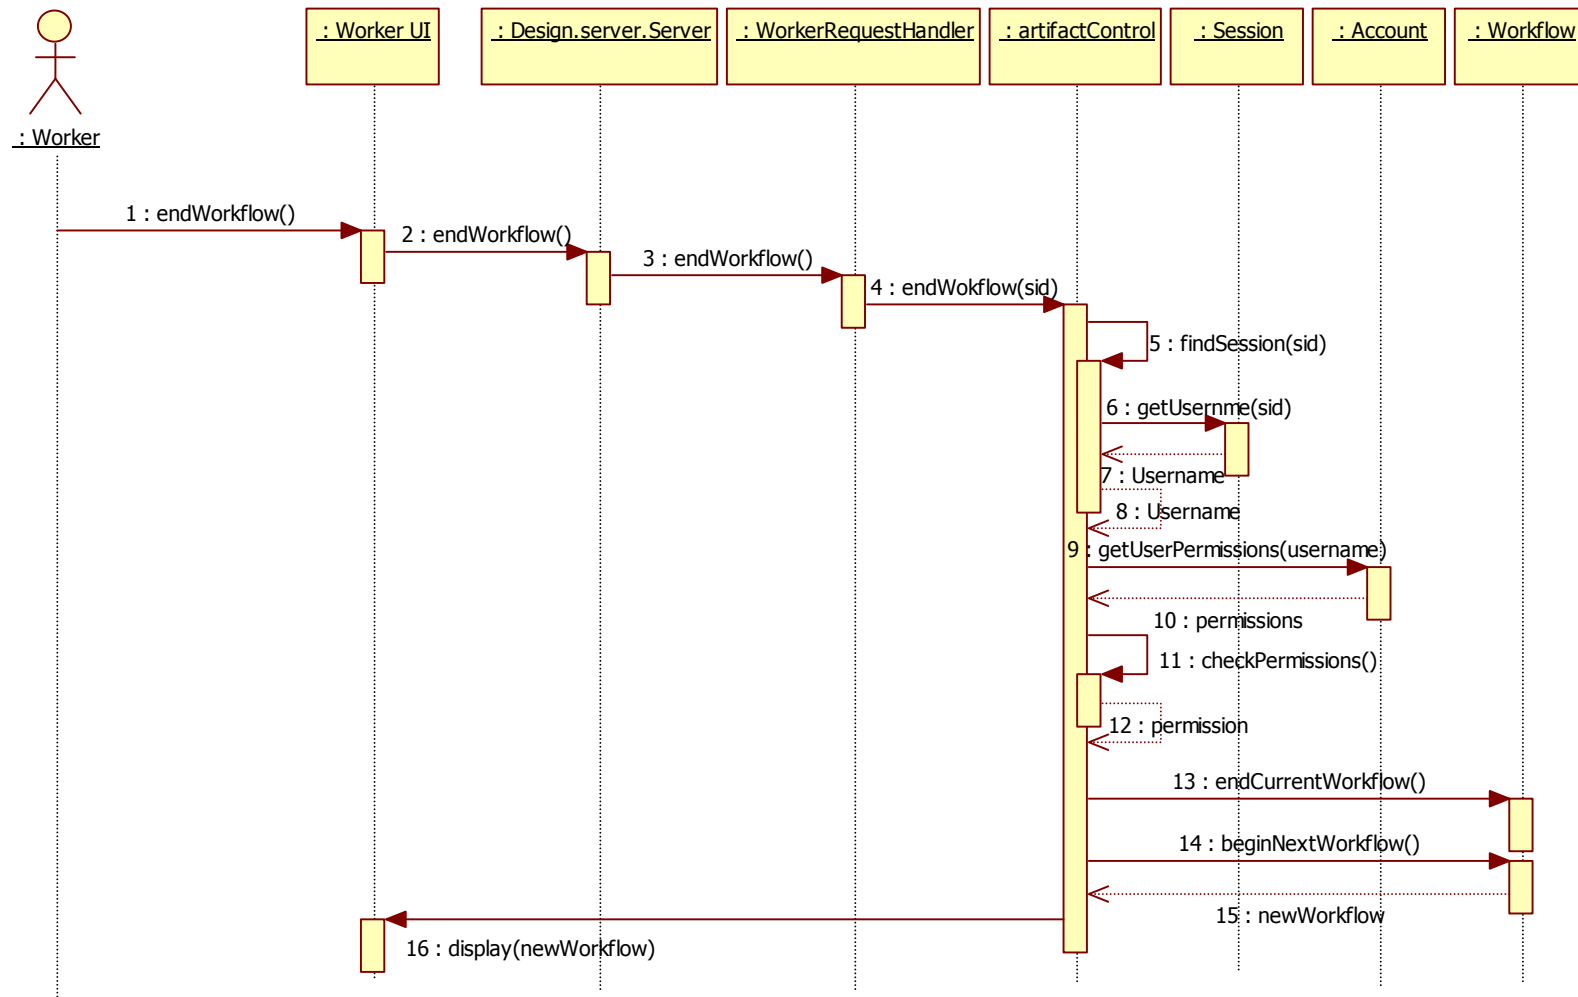 : Worker UI
: Design.server.Server
: WorkerRequestHandler
: artifactControl
: Session
: Account
: Workflow
: Worker
1 : endWorkflow()
2 : endWorkflow()
3 : endWorkflow()
4 : endWokflow(sid)
5 : findSession(sid)
6 : getUsernme(sid)
7 : Username
8 : Username
9 : getUserPermissions(username)
10 : permissions
11 : checkPermissions()
12 : permission
13 : endCurrentWorkflow()
14 : beginNextWorkflow()
15 : newWorkflow
16 : display(newWorkflow)